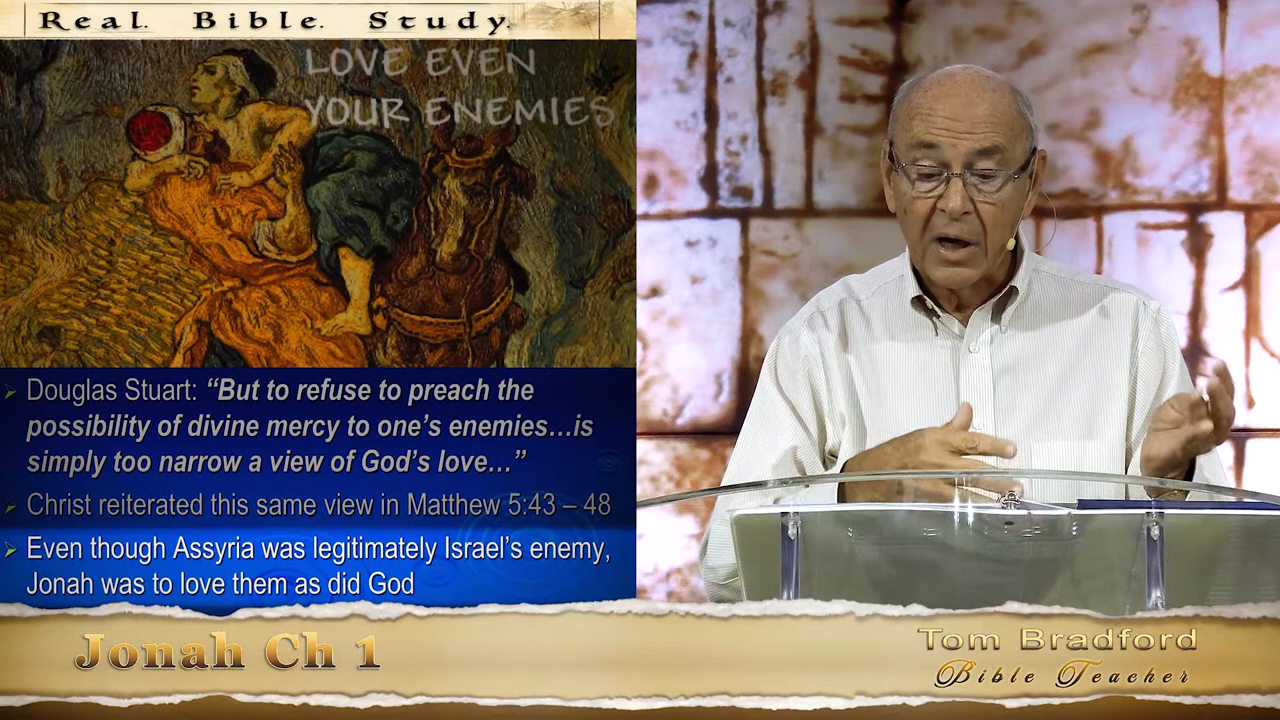 Real. Bible. Study.
LOVE EVEN
YOUR ENEMIES
Douglas Stuart: “But to refuse to preach the
possibility of divine mercy to one’s enemies…is
simply too narrow a view of God’s love…”
Christ reiterated this same view in Matthew 5:43 – 48
Even though Assyria was legitimately Israel’s enemy,
Jonah was to love them as did God
Jonah Ch 1
Tom Bradford
Bible Teacher